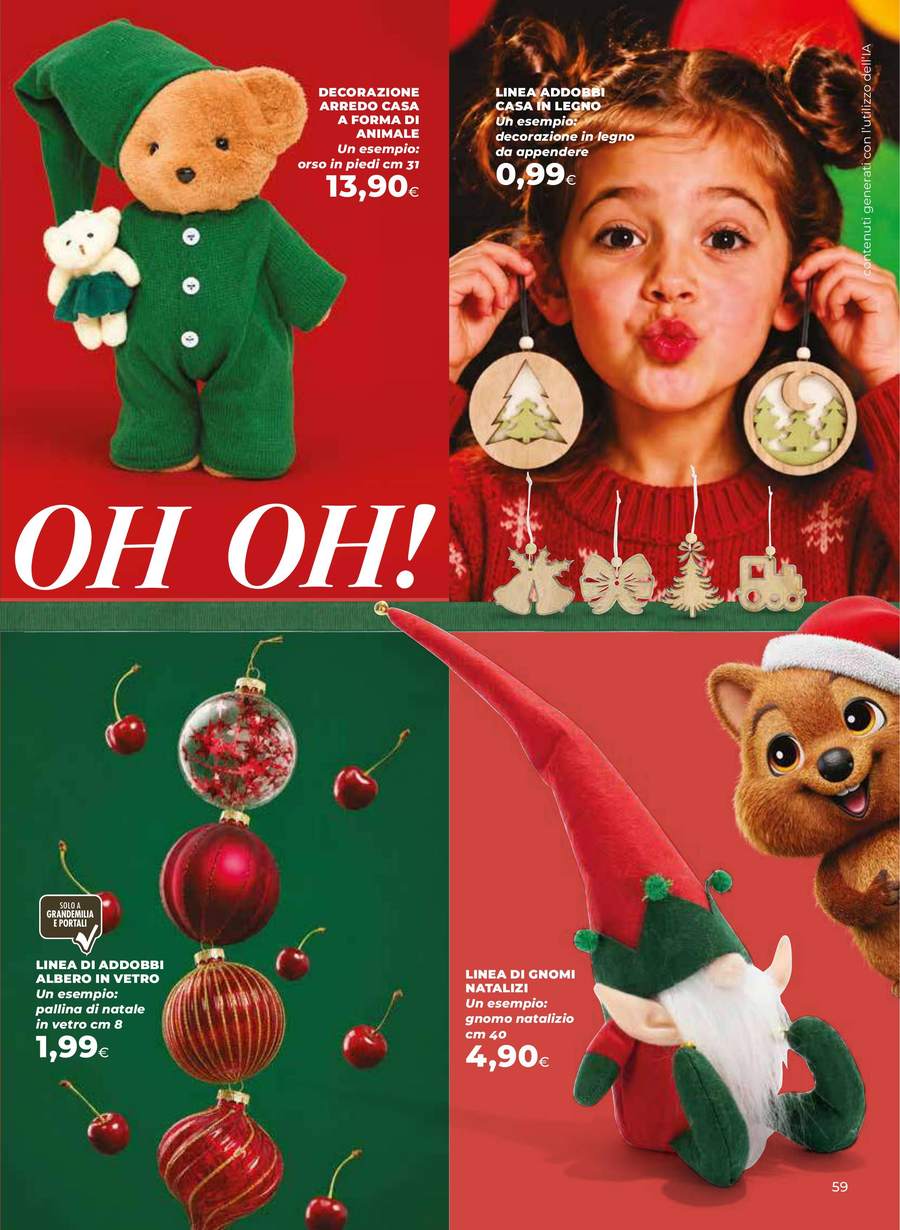 DECORAZIONE
ARREDO CASA
A FORMA DI
ANIMALE
Un esempio:
orso in piedi cm 31
13,90€
LINEA ADDOBBI
CASA IN LEGNO
Un esempio:
decorazione in legno
da appendere
0,99€
contenuti generati con l'utilizzo dell'IA
OH OH!
SOLO A
GRANDEMILIA
E PORTALI
LINEA DI ADDOBBI
ALBERO IN VETRO
Un esempio:
pallina di natale
in vetro cm 8
1,99€
LINEA DI GNOMI
NATALIZI
Un esempio:
gnomo natalizio
cm 40
4,90€
59